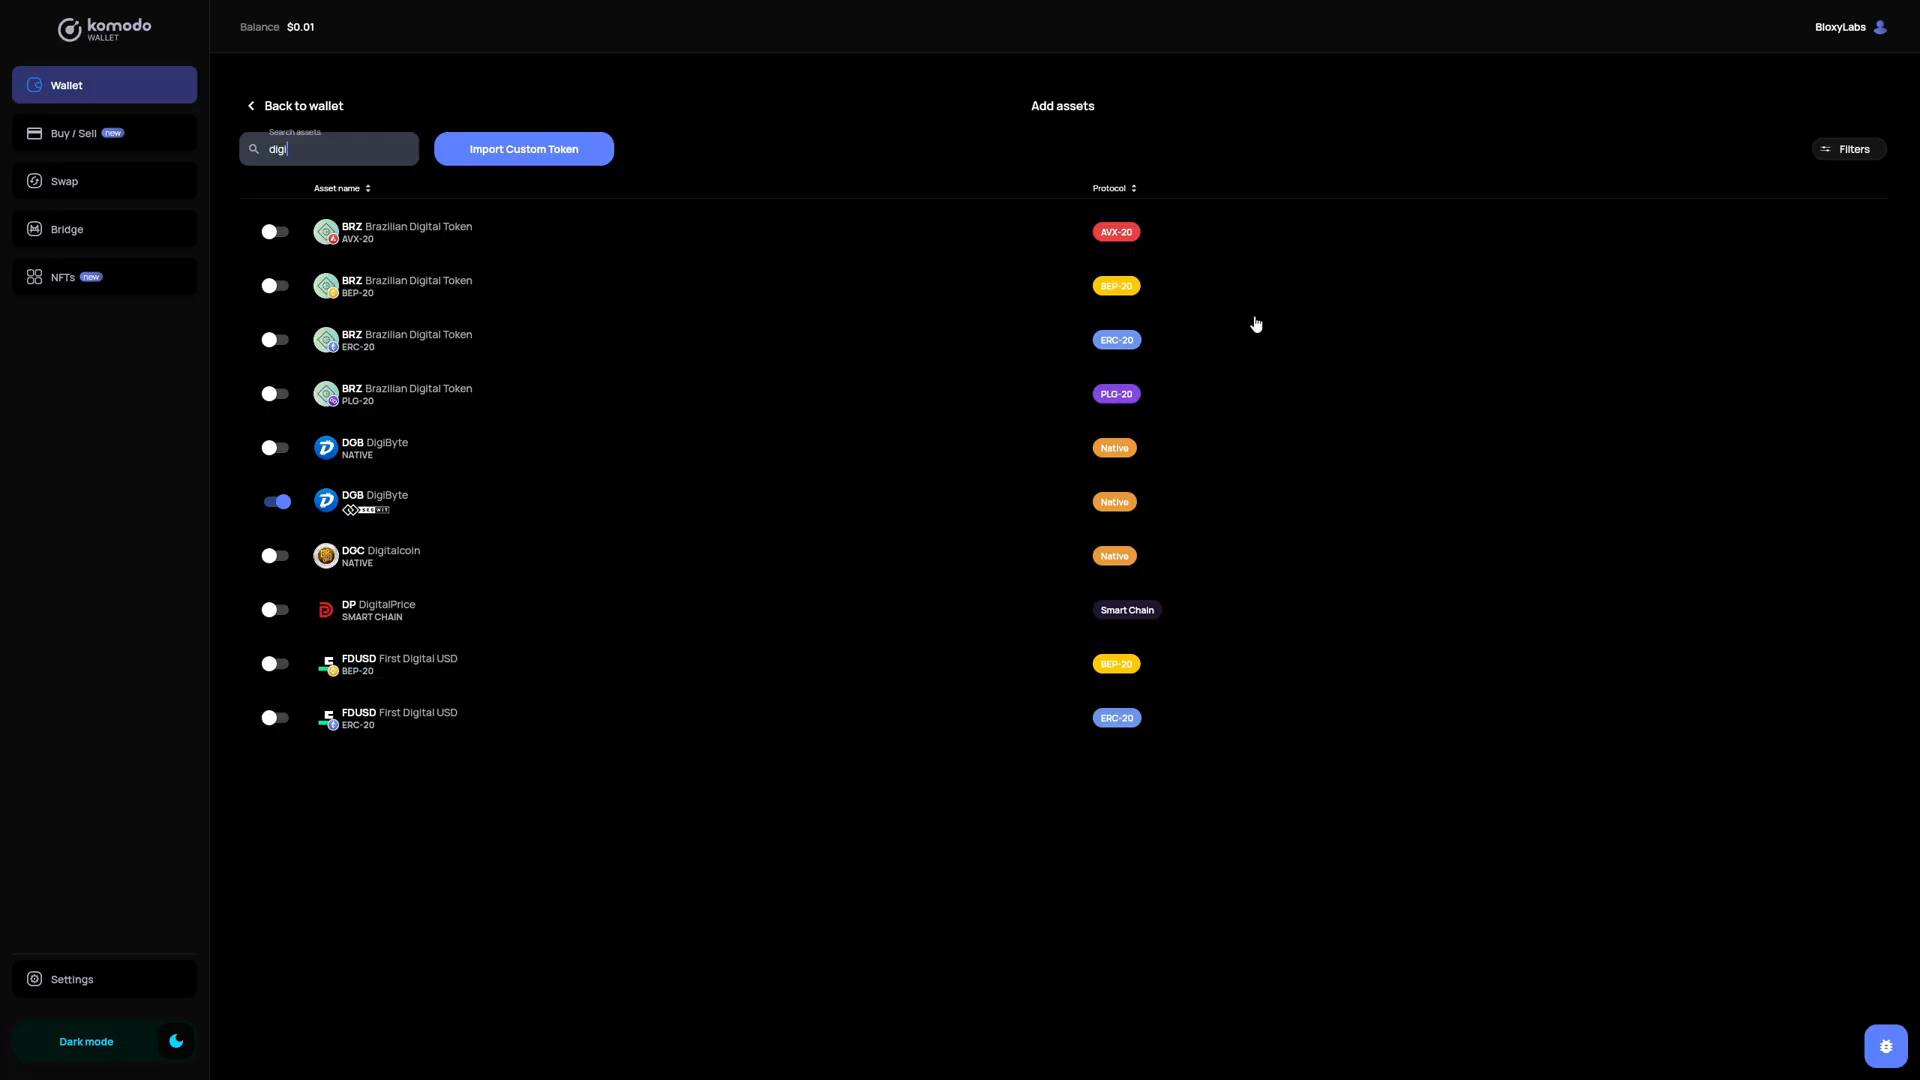 komodo
WALLET
Balance $0.01
BloxyLabs
Wallet
Buy / Sell new
Swap
Bridge
NFTs new
Settings
Dark mode
Back to wallet
Add assets
Search assets
digi
Import Custom Token
Filters
Asset name
Protocol
BRZ Brazilian Digital Token
AVX-20
AVX-20
BRZ Brazilian Digital Token
BEP-20
BEP-20
BRZ Brazilian Digital Token
ERC-20
ERC-20
BRZ Brazilian Digital Token
PLG-20
PLG-20
DGB DigiByte
NATIVE
Native
DGB DigiByte
SEGWIT
Native
DGC Digitalcoin
NATIVE
Native
DP DigitalPrice
SMART CHAIN
Smart Chain
FDUSD First Digital USD
BEP-20
BEP-20
FDUSD First Digital USD
ERC-20
ERC-20